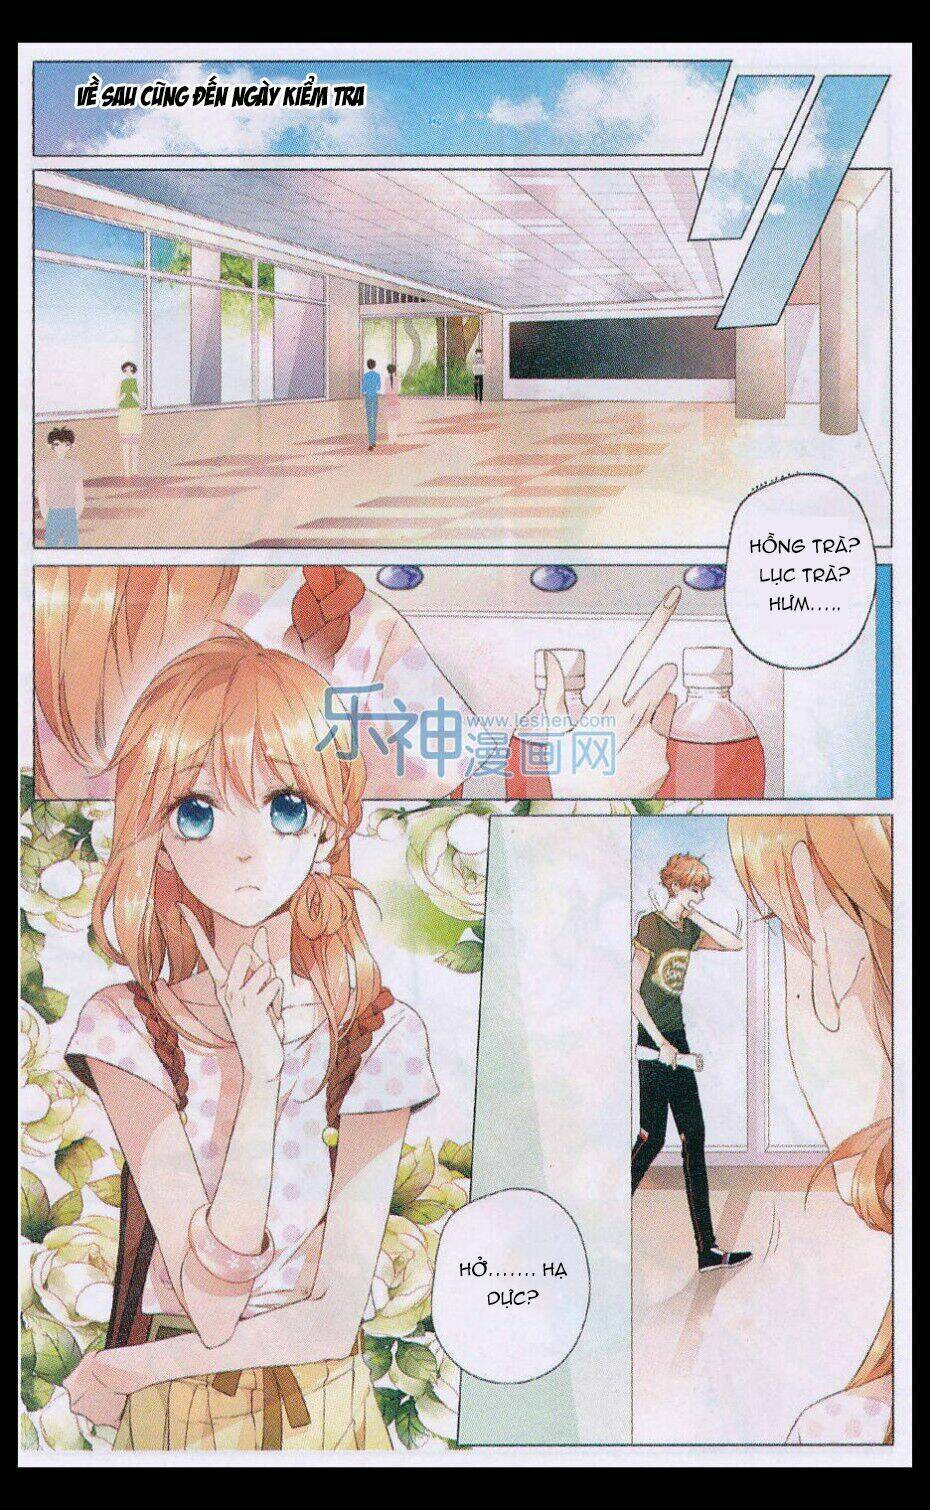 VỀ SAU CŨNG ĐẾN NGÀY KIỂM TRA
HỒNG TRÀ?
LỤC TRÀ?
HƯM.....
乐神 www.leshen.com
漫画网
HỞ....... HẠ
DỰC?